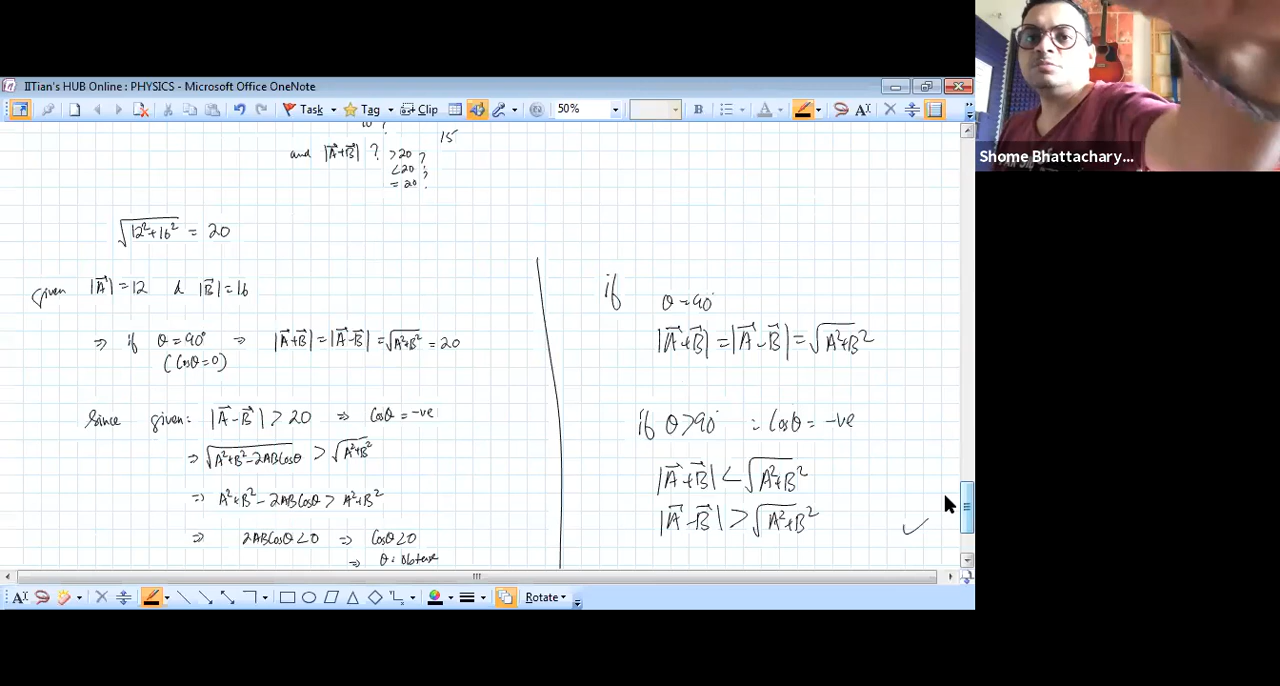 IITian's HUB Online : PHYSICS - Microsoft Office OneNote
Task Tag Clip 50% B A A
15
and |A⃗+B⃗| ? >20 ?
<20 ?
= 20 ?
√12²+16² = 20
given |A⃗|=12 & |B⃗|=16
⇒ if θ=90° ⇒ |A⃗+B⃗|=|A⃗-B⃗|=√A²+B² = 20
(Cosθ=0)
Since given: |A⃗-B⃗| > 20 ⇒ Cosθ = -ve
⇒ √A²+B²-2ABCosθ > √A²+B²
⇒ A²+B²-2ABCosθ > A²+B²
⇒ 2ABCosθ<0 ⇒ Cosθ<0
⇒ θ = obtuse
if θ=90°
|A⃗+B⃗|=|A⃗-B⃗|=√A²+B²
if θ>90° = Cosθ = -ve
|A⃗+B⃗|<√A²+B²
|A⃗-B⃗|>√A²+B² ✓
A Rotate
Shome Bhattachary...